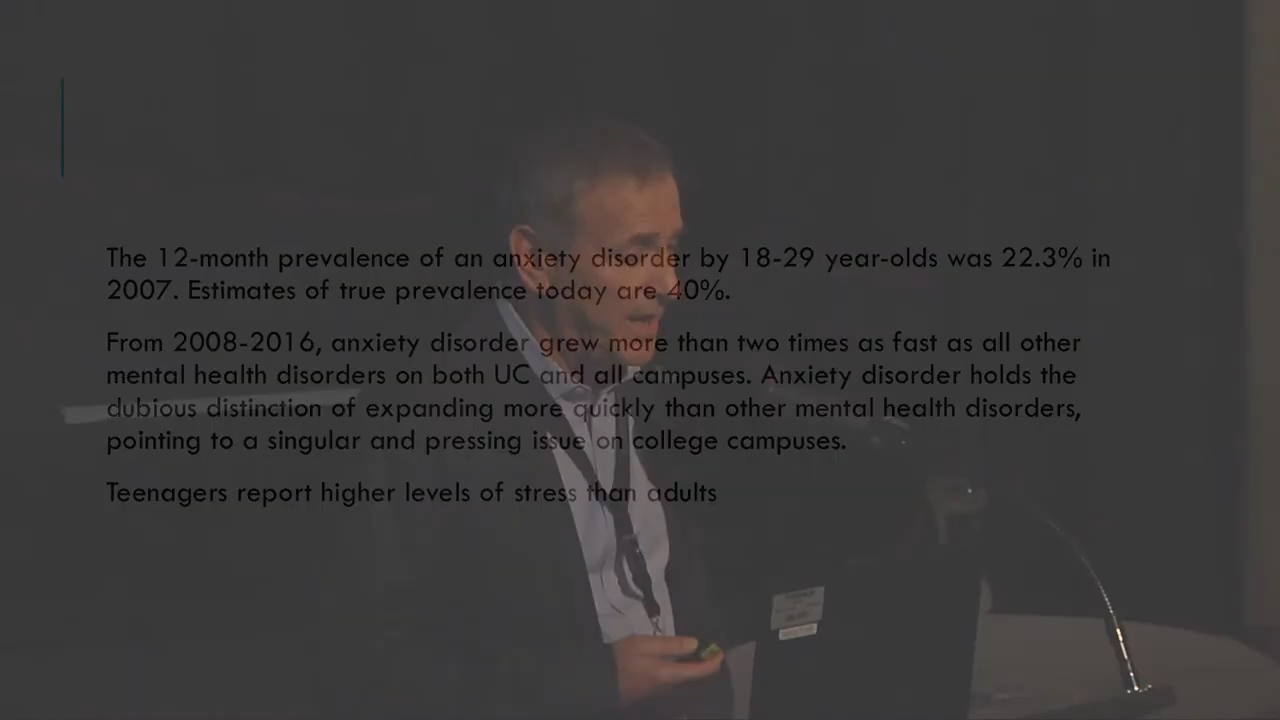 The 12-month prevalence of an anxiety disorder by 18-29 year-olds was 22.3% in
2007. Estimates of true prevalence today are 40%.
From 2008-2016, anxiety disorder grew more than two times as fast as all other
mental health disorders on both UC and all campuses. Anxiety disorder holds the
dubious distinction of expanding more quickly than other mental health disorders,
pointing to a singular and pressing issue on college campuses.
Teenagers report higher levels of stress than adults